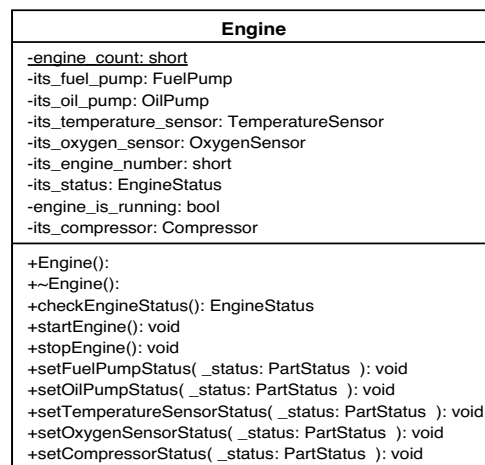 Engine
-engine_count: short
-its_fuel_pump: FuelPump
-its_oil_pump: OilPump
-its_temperature_sensor: TemperatureSensor
-its_oxygen_sensor: OxygenSensor
-its_engine_number: short
-its_status: EngineStatus
-engine_is_running: bool
-its_compressor: Compressor
+Engine():
+~Engine():
+checkEngineStatus(): EngineStatus
+startEngine(): void
+stopEngine(): void
+setFuelPumpStatus( _status: PartStatus ): void
+setOilPumpStatus( _status: PartStatus ): void
+setTemperatureSensorStatus( _status: PartStatus ): void
+setOxygenSensorStatus( _status: PartStatus ): void
+setCompressorStatus( _status: PartStatus ): void